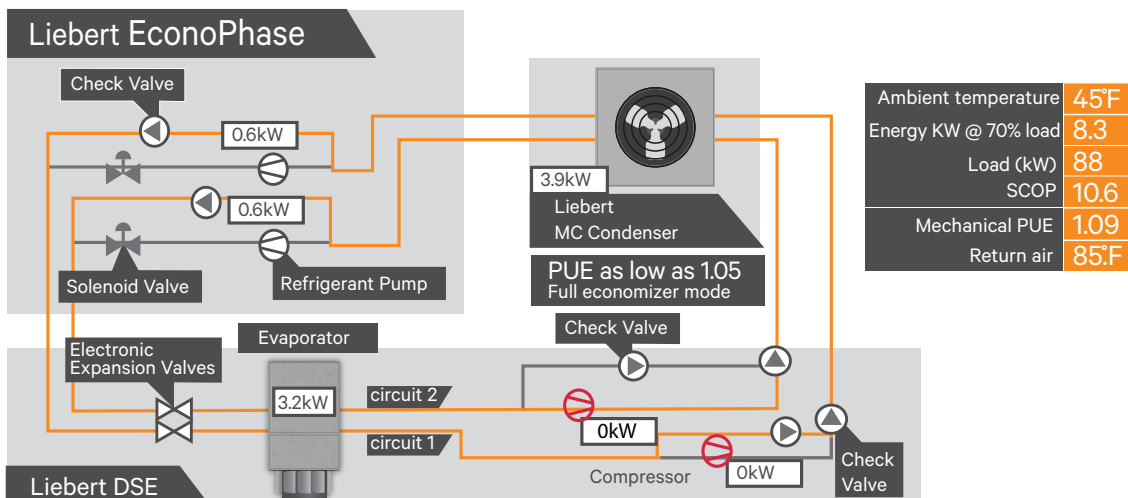 Liebert EconoPhase
Check Valve
0.6kW
0.6kW
Solenoid Valve
Refrigerant Pump
3.9kW
Liebert
MC Condenser
PUE as low as 1.05
Full economizer mode
Ambient temperature 45°F
Energy KW @ 70% load 8.3
Load (kW) 88
SCOP 10.6
Mechanical PUE 1.09
Return air 85°F
Check Valve
Evaporator
Electronic
Expansion Valves
3.2kW
circuit 2
circuit 1
0kW
Compressor
0kW
Check
Valve
Liebert DSE